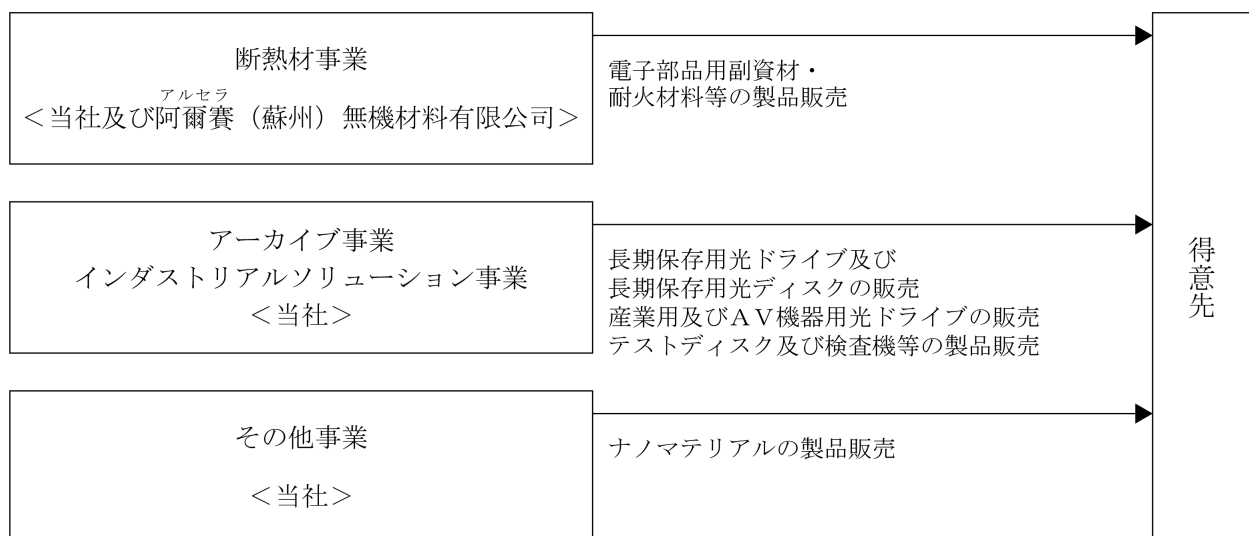 断熱材事業
アルセラ
＜当社及び阿爾賽（蘇州）無機材料有限公司＞
電子部品用副資材・
耐火材料等の製品販売
アーカイブ事業
インダストリアルソリューション事業
＜当社＞
長期保存用光ドライブ及び
長期保存用光ディスクの販売
産業用及びＡＶ機器用光ドライブの販売
テストディスク及び検査機等の製品販売
その他事業
＜当社＞
ナノマテリアルの製品販売
得意先